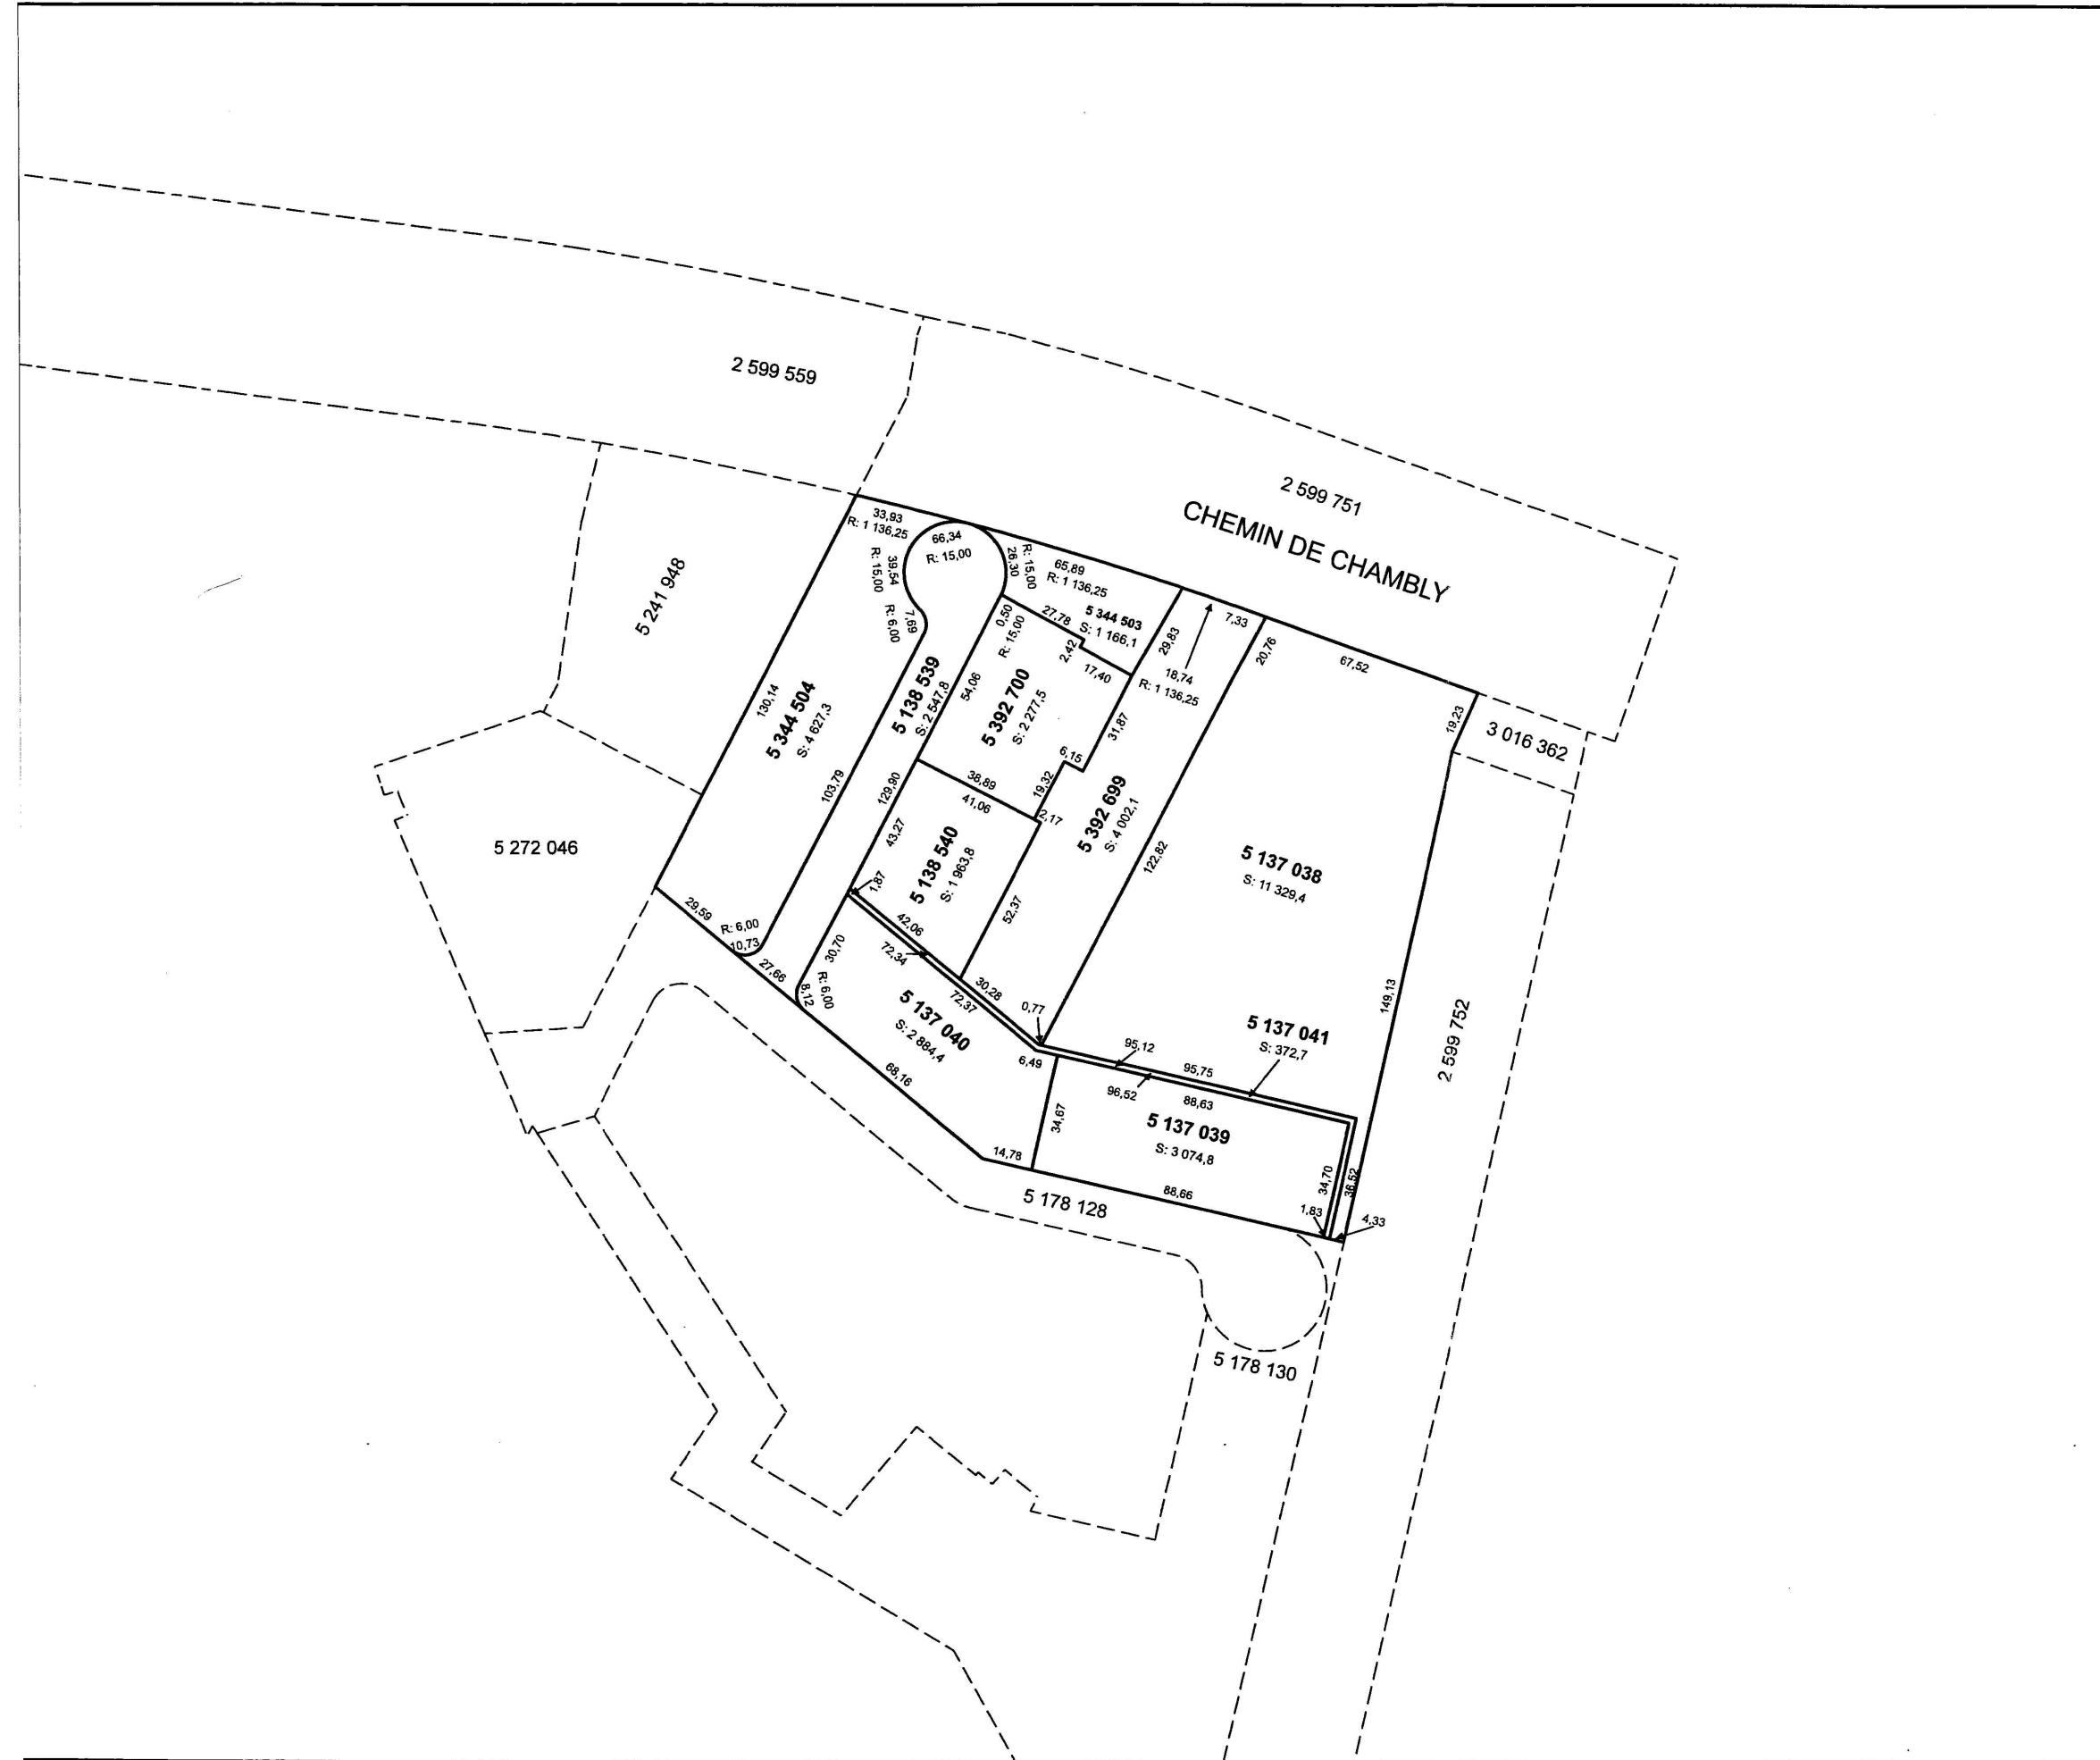 2 599 559
2 599 751
CHEMIN DE CHAMBLY
5 241 948
33,93
R: 1 136,25
66,34
R: 15,00
39,54
R: 15,00
26,30
R: 15,00
65,89
R: 1 136,25
7,69
R: 6,00
5 344 503
S: 1 166,1
27,78
0,50
R: 15,00
2,42
17,40
29,83
7,33
18,74
R: 1 136,25
20,76
67,52
19,23
3 016 362
130,14
5 344 504
S: 4 627,3
5 138 539
S: 2 547,8
54,06
5 392 700
S: 2 277,5
31,87
6,15
19,32
38,89
41,06
2,17
103,79
129,90
43,27
5 392 699
S: 4 002,1
122,82
5 272 046
5 138 540
S: 1 963,8
5 137 038
S: 11 329,4
1,87
42,06
52,37
29,59
R: 6,00
10,73
27,66
30,70
72,34
8,12
R: 6,00
72,37
30,28
0,77
149,13
2 599 752
5 137 040
S: 2 884,4
5 137 041
S: 372,7
95,12
95,75
6,49
96,52
88,63
68,16
34,67
5 137 039
S: 3 074,8
14,78
88,66
34,70
36,52
1,83
4,33
5 178 128
5 178 130